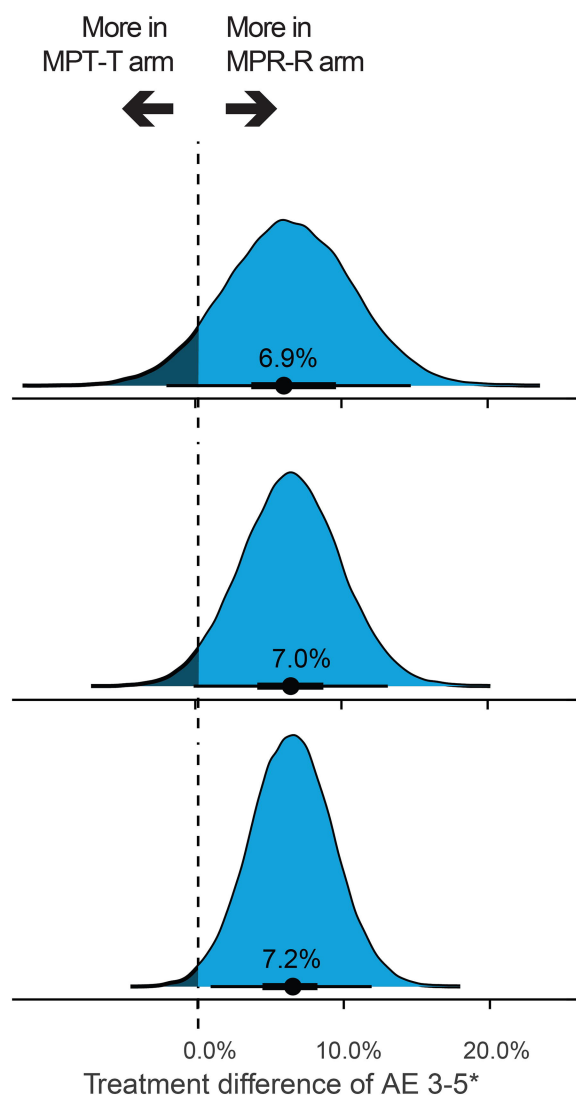 More in
MPT-T arm
More in
MPR-R arm
6.9%
7.0%
7.2%
0.0% 10.0% 20.0%
Treatment difference of AE 3-5*